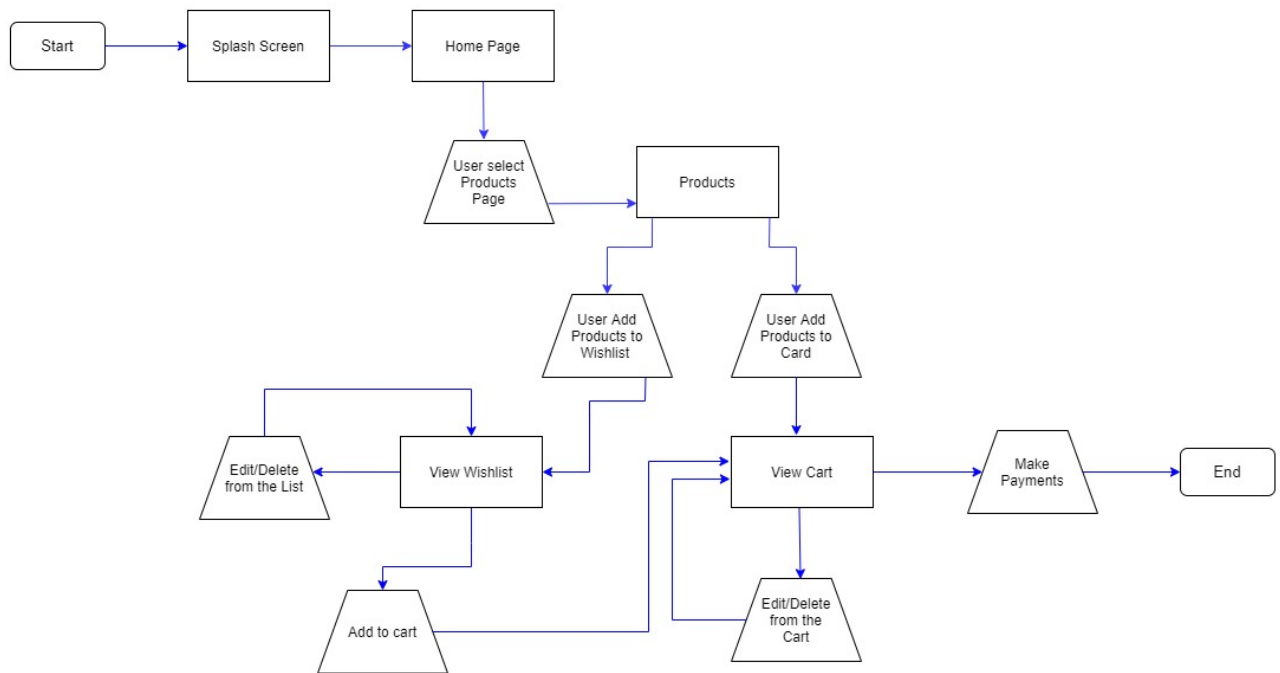 Start
Splash Screen
Home Page
User select
Products
Page
Products
User Add
Products to
Wishlist
User Add
Products to
Card
Edit/Delete
from the List
View Wishlist
View Cart
Make
Payments
End
Add to cart
Edit/Delete
from the
Cart